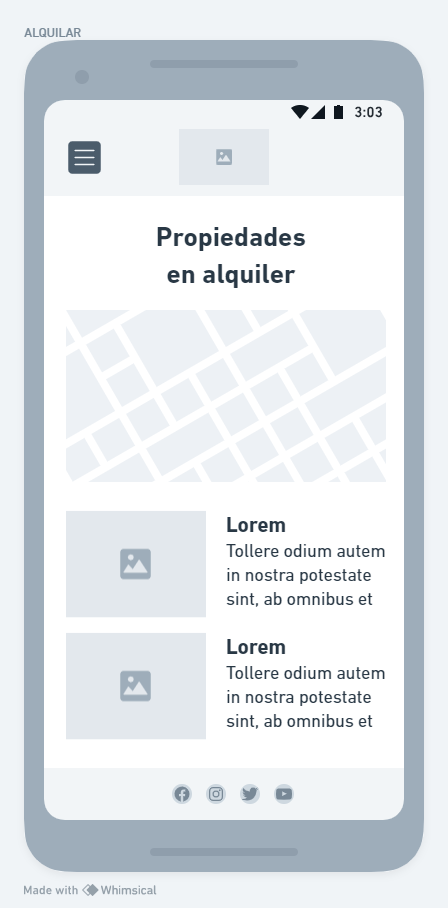 ALQUILAR
3:03
Propiedades
en alquiler
Lorem
Tollere odium autem
in nostra potestate
sint, ab omnibus et
Lorem
Tollere odium autem
in nostra potestate
sint, ab omnibus et
Made with Whimsical